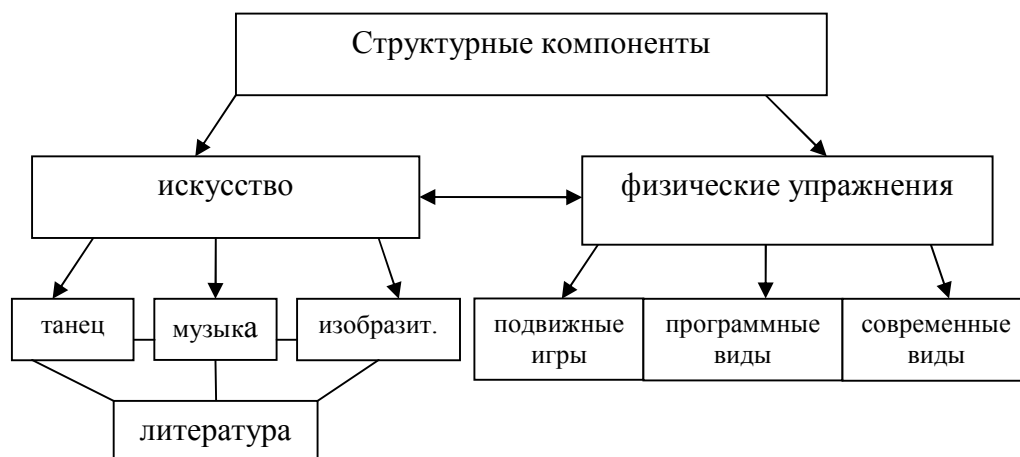 Структурные компоненты
искусство
физические упражнения
танец
музыка
изобразит.
подвижные
игры
программные
виды
современные
виды
литература